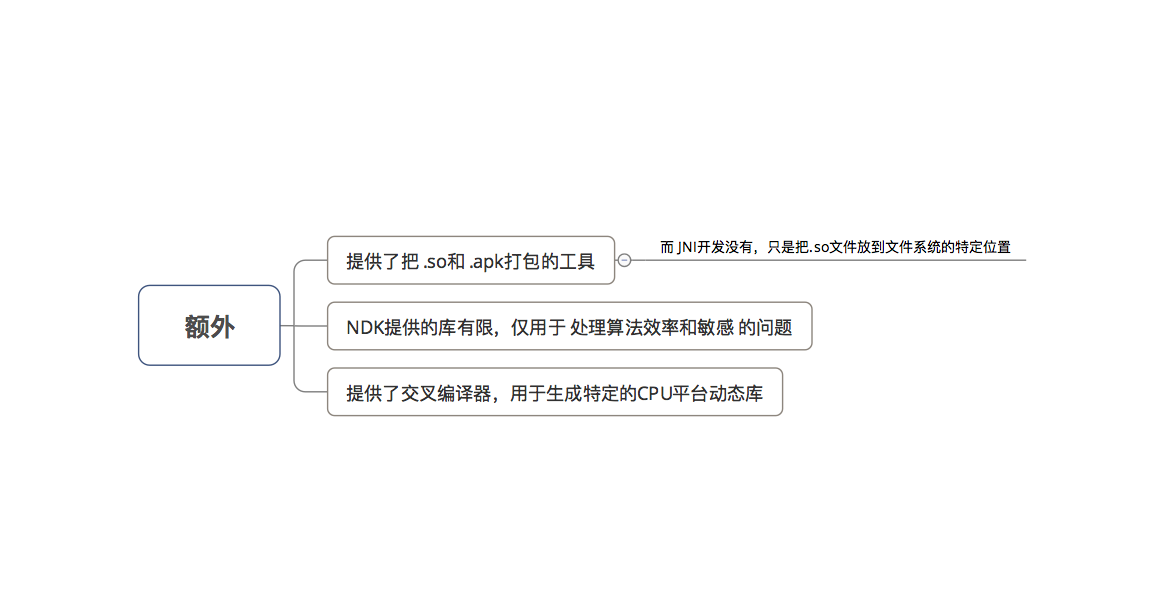 额外
提供了把 .so和 .apk打包的工具
而 JNI开发没有，只是把.so文件放到文件系统的特定位置
NDK提供的库有限，仅用于 处理算法效率和敏感 的问题
提供了交叉编译器，用于生成特定的CPU平台动态库